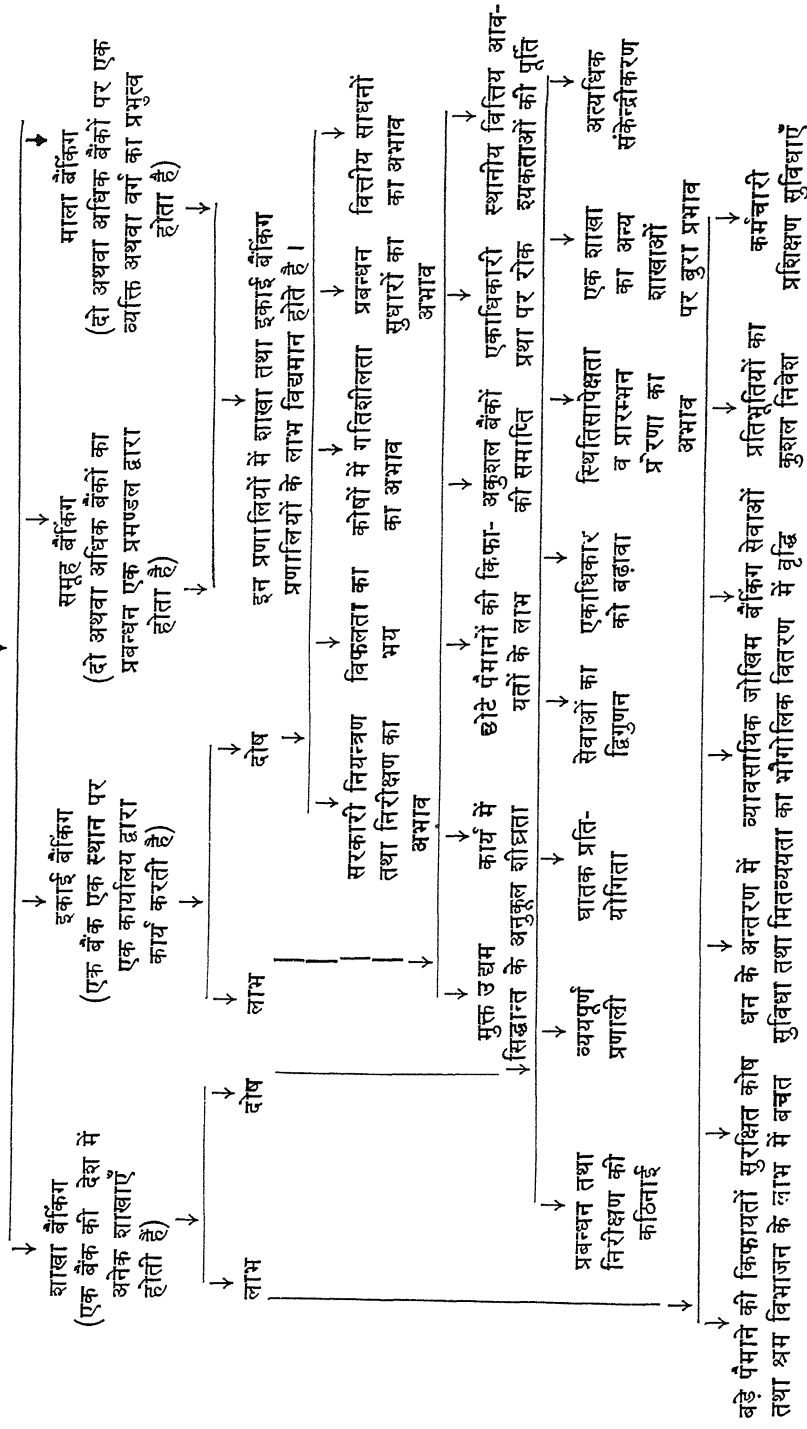 शाखा बैंकिंग
(एक बैंक की देश में
अनेक शाखाएँ
होती हैं)
इकाई बैंकिंग
(एक बैंक एक स्थान पर
एक कार्यालय द्वारा
कार्य करती है)
समूह बैंकिंग
(दो अथवा अधिक बैंकों का
प्रबन्धन एक प्रमण्डल द्वारा
होता है)
माला बैंकिंग
(दो अथवा अधिक बैंकों पर एक
व्यक्ति अथवा वर्ग का प्रभुत्व
होता है)
लाभ
दोष
लाभ
दोष
इन प्रणालियों में शाखा तथा इकाई बैंकिंग
प्रणालियों के लाभ विद्यमान होते है ।
सरकारी नियन्त्रण
तथा निरीक्षण का
अभाव
विफलता का
भय
कोषों में गतिशीलता
का अभाव
प्रबन्धन
सुधारों का
अभाव
वित्तीय साधनों
का अभाव
मुक्त उद्यम
सिद्धान्त के अनुकूल
कार्य में
शीघ्रता
छोटे पैमानों की किफा-
यतों के लाभ
अकुशल बैंकों
की समाप्ति
एकाधिकारी
प्रथा पर रोक
स्थानीय वित्तिय आव-
श्यकताओं की पूर्ति
प्रबन्धन तथा
निरीक्षण की
कठिनाई
व्ययपूर्ण
प्रणाली
घातक प्रति-
योगिता
सेवाओं का
द्विगुणन
एकाधिकार
को बढ़ावा
स्थितिसापेक्षता
व प्रारम्भन
प्रेरणा का
अभाव
एक शाखा
का अन्य
शाखाओं
पर बुरा प्रभाव
अत्यधिक
संकेन्द्रीकरण
बड़े पैमाने की किफायतों
तथा श्रम विभाजन के लाभ
सुरक्षित कोष
में बचत
धन के अन्तरण में
सुविधा तथा मितव्ययता
व्यावसायिक जोखिम
का भौगोलिक वितरण
बैंकिंग सेवाओं
में वृद्धि
प्रतिभूतियों का
कुशल निवेश
कर्मचारी
प्रशिक्षण सुविधाएँ